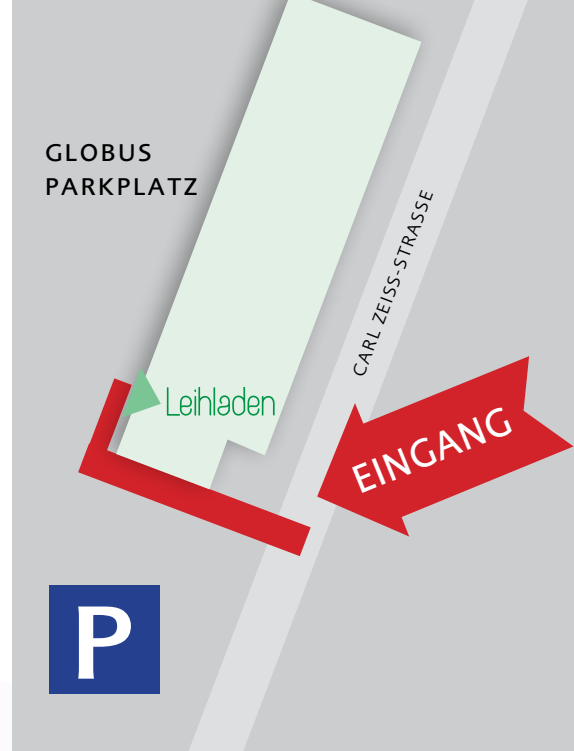 GLOBUS
PARKPLATZ
CARL ZEISS-STRASSE
Leihladen
EINGANG
P